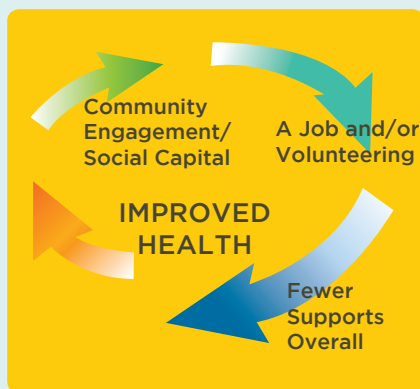 Community
Engagement/
Social Capital
A Job and/or
Volunteering
IMPROVED
HEALTH
Fewer
Supports
Overall